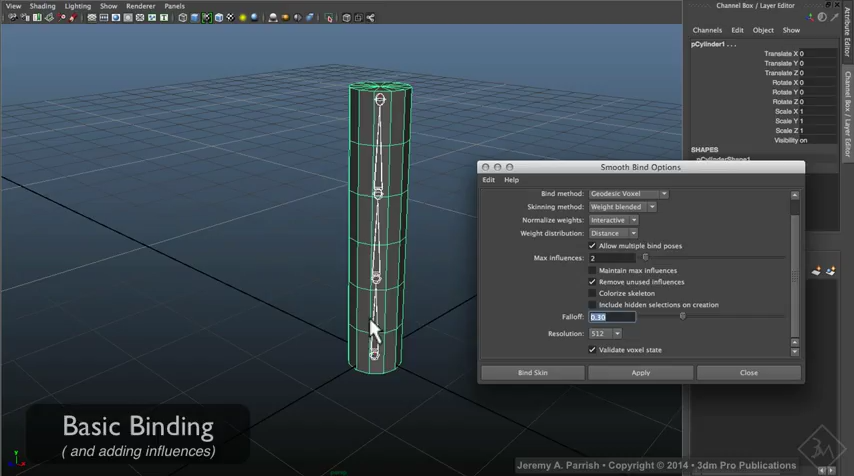 View Shading Lighting Show Renderer Panels
Channel Box / Layer Editor
Channels Edit Object Show
pCylinder1 . . .
Translate X 0
Translate Y 0
Translate Z 0
Rotate X 0
Rotate Y 0
Rotate Z 0
Scale X 1
Scale Y 1
Scale Z 1
Visibility on
SHAPES
pCylinderShape1
Attribute Editor
Channel Box / Layer Editor
Smooth Bind Options
Edit Help
Bind method: Geodesic Voxel
Skinning method: Weight blended
Normalize weights: Interactive
Weight distribution: Distance
Allow multiple bind poses
Max influences: 2
Maintain max influences
Remove unused influences
Colorize skeleton
Include hidden selections on creation
Falloff: 0.30
Resolution: 512
Validate voxel state
Bind Skin Apply Close
Basic Binding
( and adding influences)
persp
Y
X
Jeremy A. Parrish • Copyright © 2014 • 3dm Pro Publications